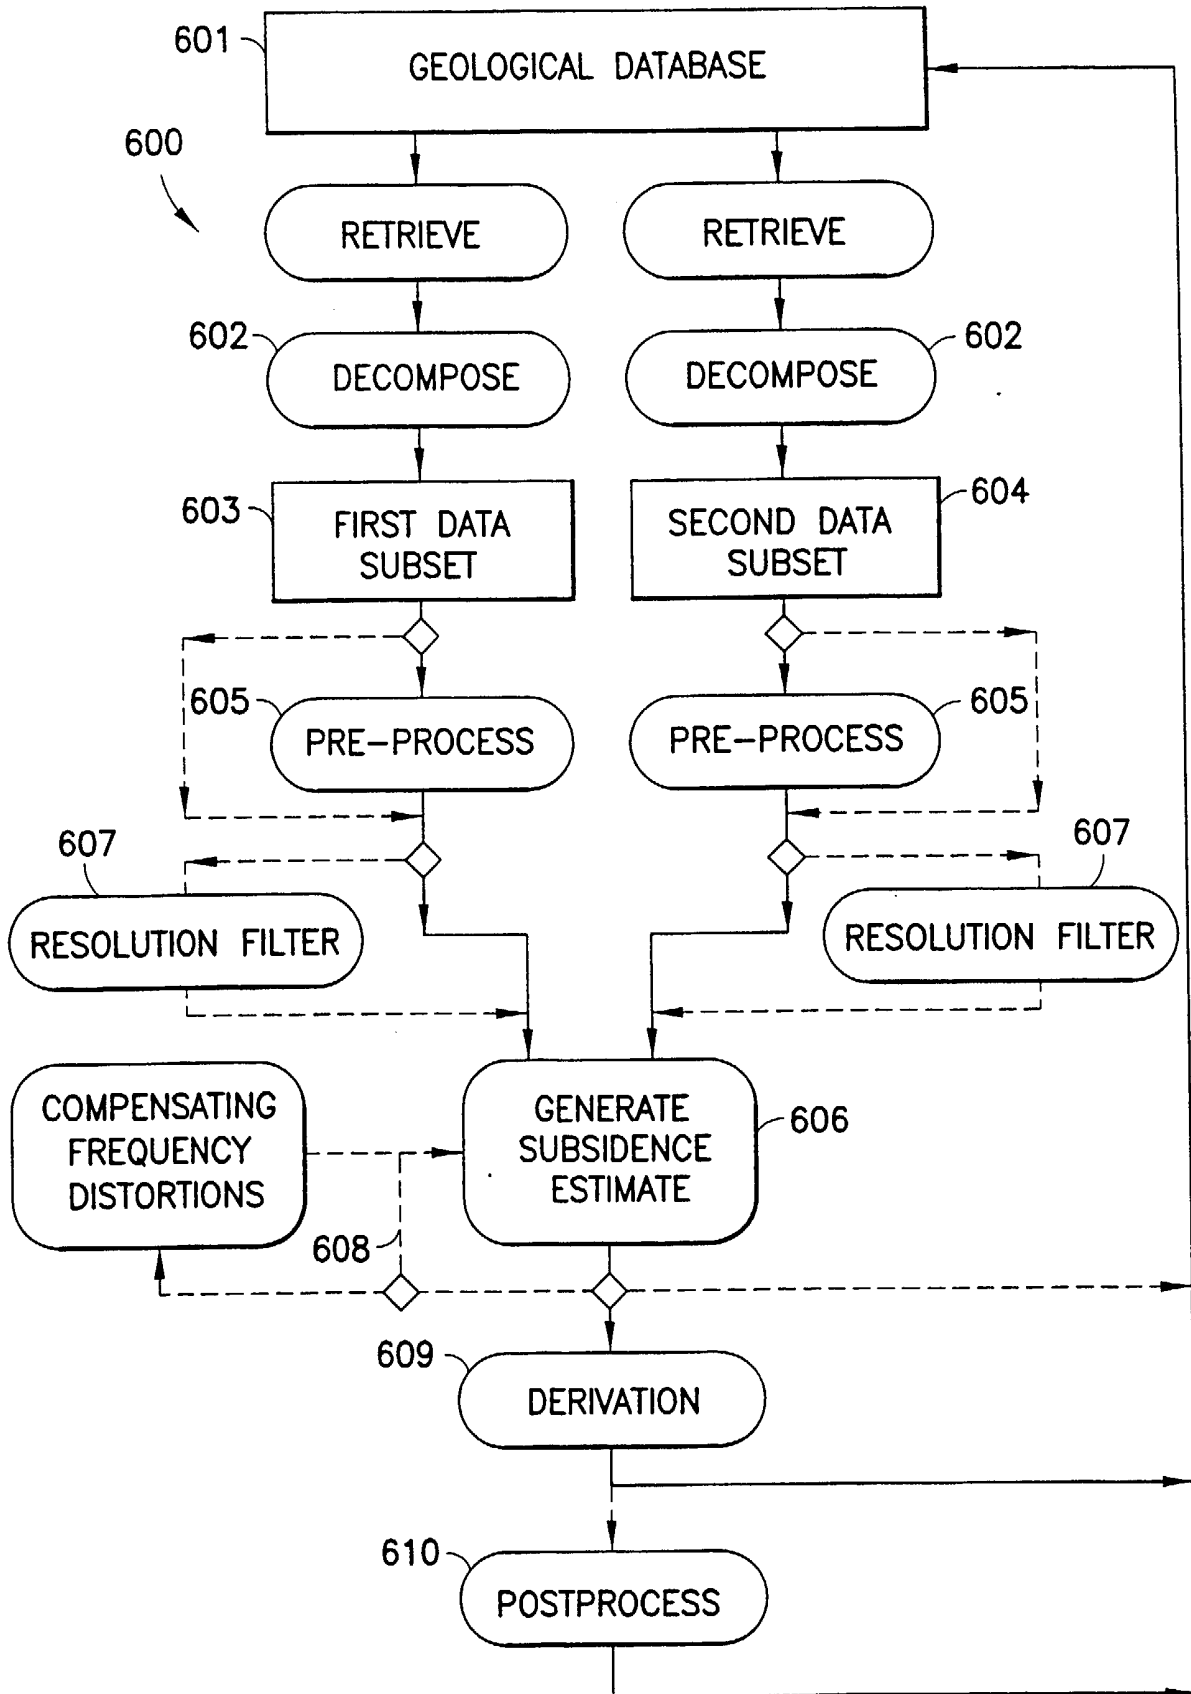 601
GEOLOGICAL DATABASE
600
RETRIEVE
RETRIEVE
602
DECOMPOSE
602
DECOMPOSE
603
FIRST DATA
SUBSET
604
SECOND DATA
SUBSET
605
PRE-PROCESS
605
PRE-PROCESS
607
RESOLUTION FILTER
607
RESOLUTION FILTER
COMPENSATING
FREQUENCY
DISTORTIONS
GENERATE
SUBSIDENCE
ESTIMATE
606
608
609
DERIVATION
610
POSTPROCESS